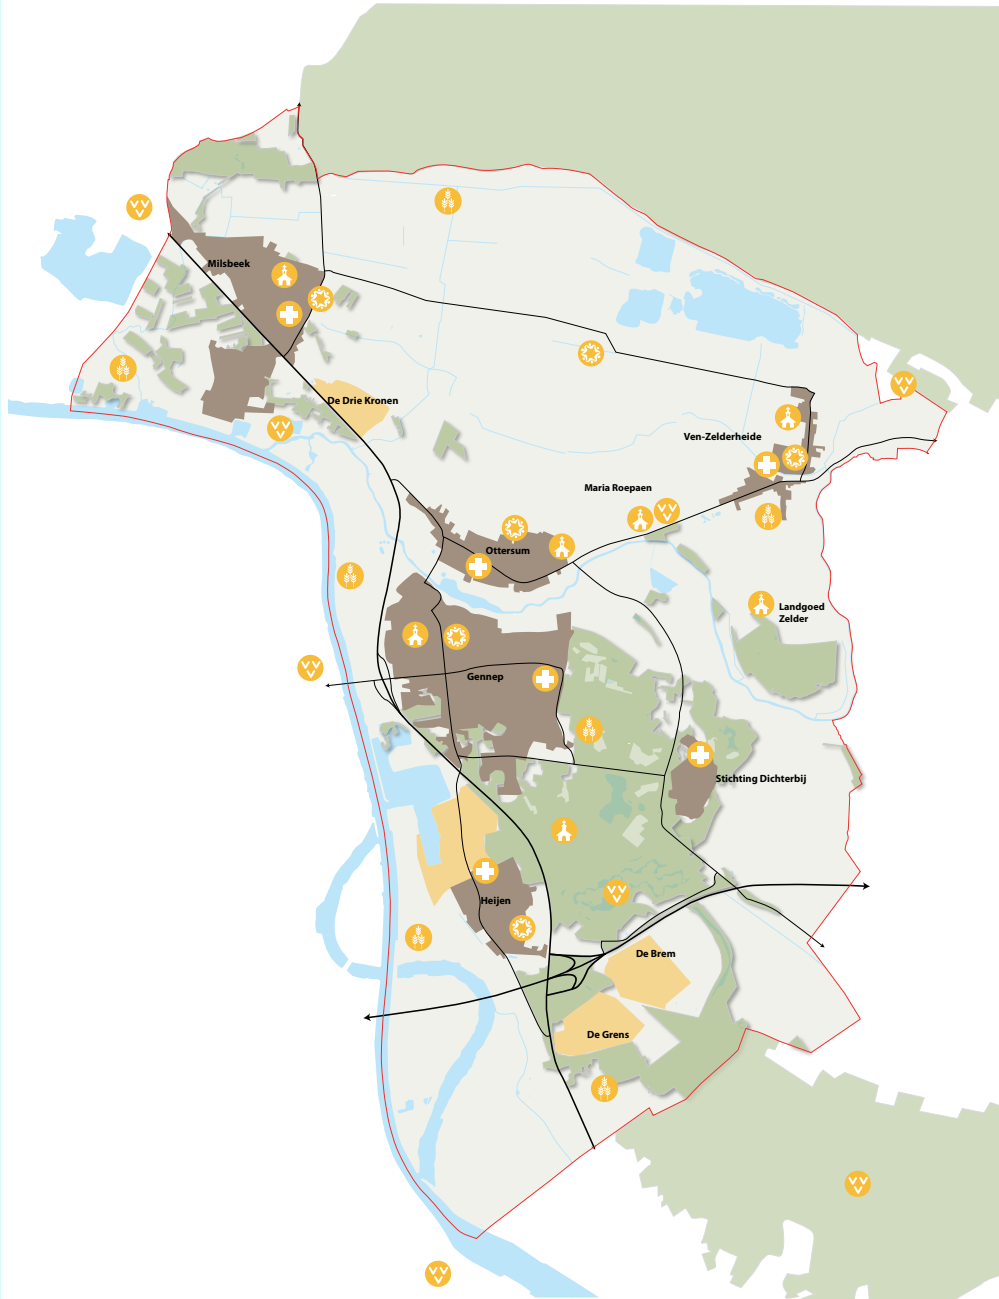 Milsbeek
De Drie Kronen
Ven-Zelderheide
Maria Roepaen
Ottersum
Landgoed
Zelder
Gennep
Stichting Dichterbij
Heijen
De Brem
De Grens